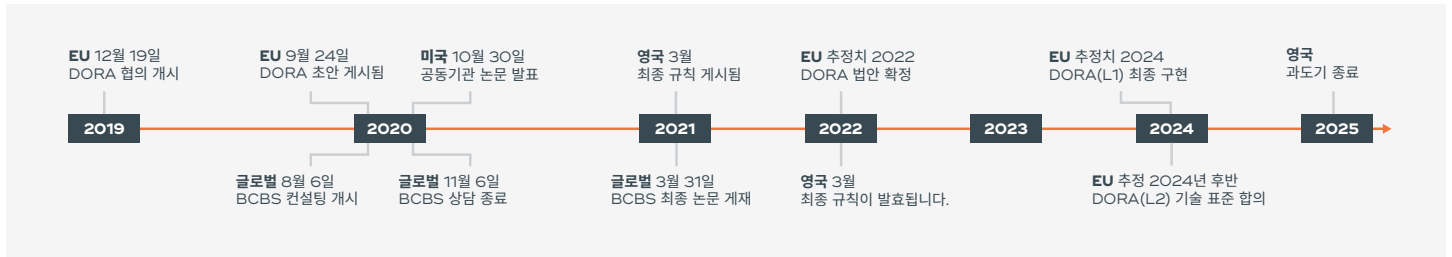 EU 12월 19일
DORA 협의 개시
EU 9월 24일
DORA 초안 게시됨
미국 10월 30일
공동기관 논문 발표
영국 3월
최종 규칙 게시됨
EU 추정치 2022
DORA 법안 확정
EU 추정치 2024
DORA(L1) 최종 구현
영국
과도기 종료
2019
2020
2021
2022
2023
2024
2025
글로벌 8월 6일
BCBS 컨설팅 개시
글로벌 11월 6일
BCBS 상담 종료
글로벌 3월 31일
BCBS 최종 논문 게재
영국 3월
최종 규칙이 발효됩니다.
EU 추정 2024년 후반
DORA(L2) 기술 표준 합의